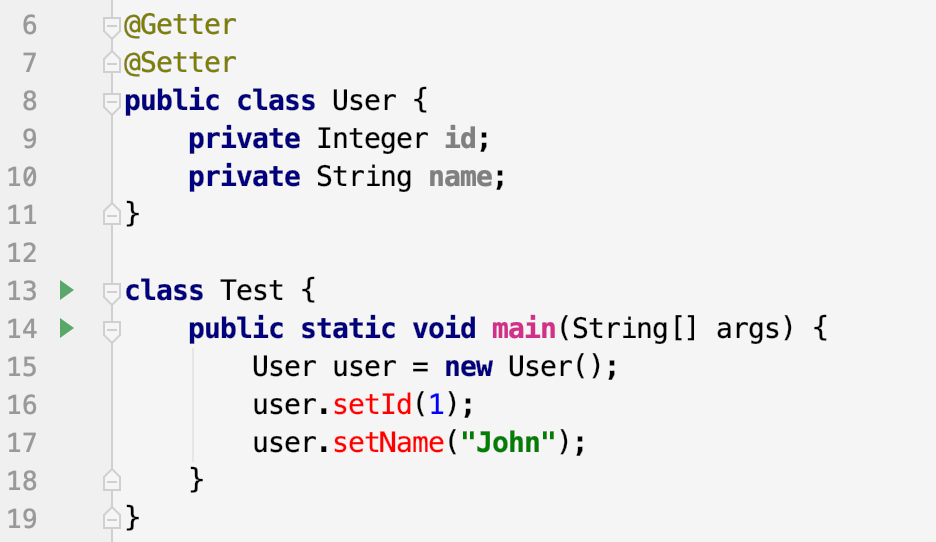 6 @Getter
7 @Setter
8 public class User {
9     private Integer id;
10     private String name;
11 }
12
13 class Test {
14     public static void main(String[] args) {
15         User user = new User();
16         user.setId(1);
17         user.setName("John");
18     }
19 }